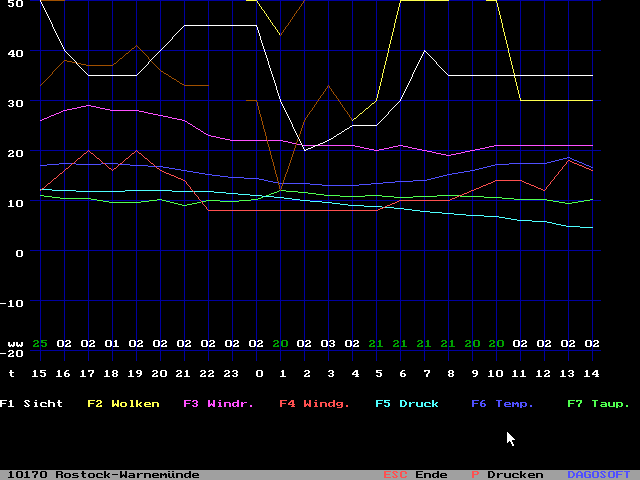 50
40
30
20
10
0
-10
ww 25 02 02 01 02 02 02 02 02 02 20 02 03 02 21 21 21 21 20 20 02 02 02 02
-20
t 15 16 17 18 19 20 21 22 23 0 1 2 3 4 5 6 7 8 9 10 11 12 13 14
F1 Sicht F2 Wolken F3 Windr. F4 Windg. F5 Druck F6 Temp. F7 Taup.
10170 Rostock-Warnemünde ESC Ende P Drucken DAGOSOFT